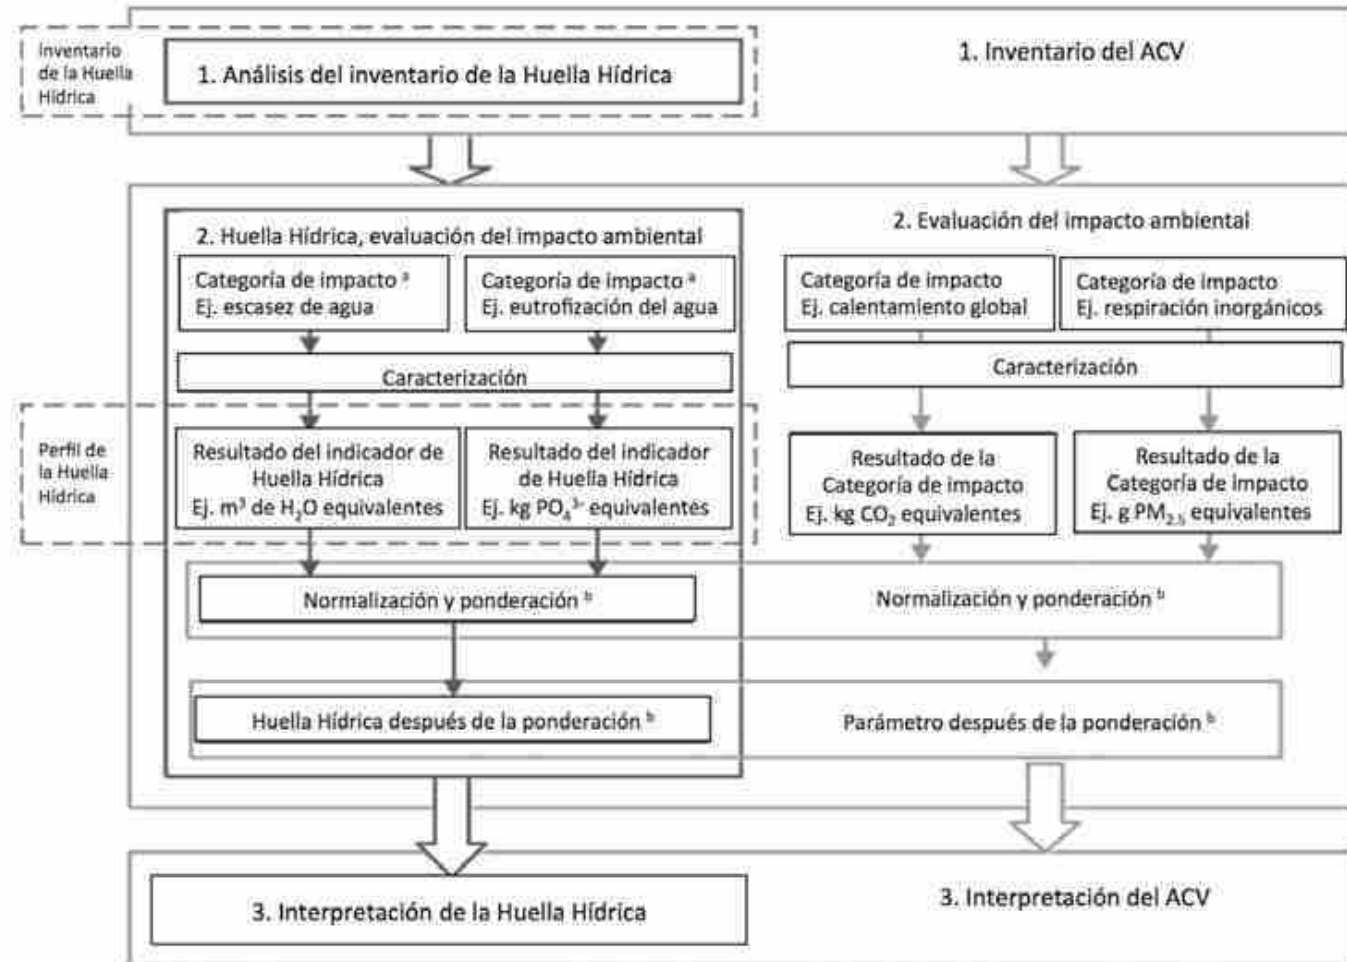 Inventario
de la Huella
Hídrica
1. Análisis del inventario de la Huella Hídrica
1. Inventario del ACV
2. Huella Hídrica, evaluación del impacto ambiental
Categoría de impacto ᵃ
Ej. escasez de agua
Categoría de impacto ᵃ
Ej. eutrofización del agua
Caracterización
Perfil de
la Huella
Hídrica
Resultado del indicador de
Huella Hídrica
Ej. m³ de H₂O equivalentes
Resultado del indicador
de Huella Hídrica
Ej. kg PO₄³⁻ equivalentes
Normalización y ponderación ᵇ
Huella Hídrica después de la ponderación ᵇ
2. Evaluación del impacto ambiental
Categoría de impacto
Ej. calentamiento global
Categoría de impacto
Ej. respiración inorgánicos
Caracterización
Resultado de la
Categoría de impacto
Ej. kg CO₂ equivalentes
Resultado de la
Categoría de impacto
Ej. g PM₂.₅ equivalentes
Normalización y ponderación ᵇ
Parámetro después de la ponderación ᵇ
3. Interpretación de la Huella Hídrica
3. Interpretación del ACV